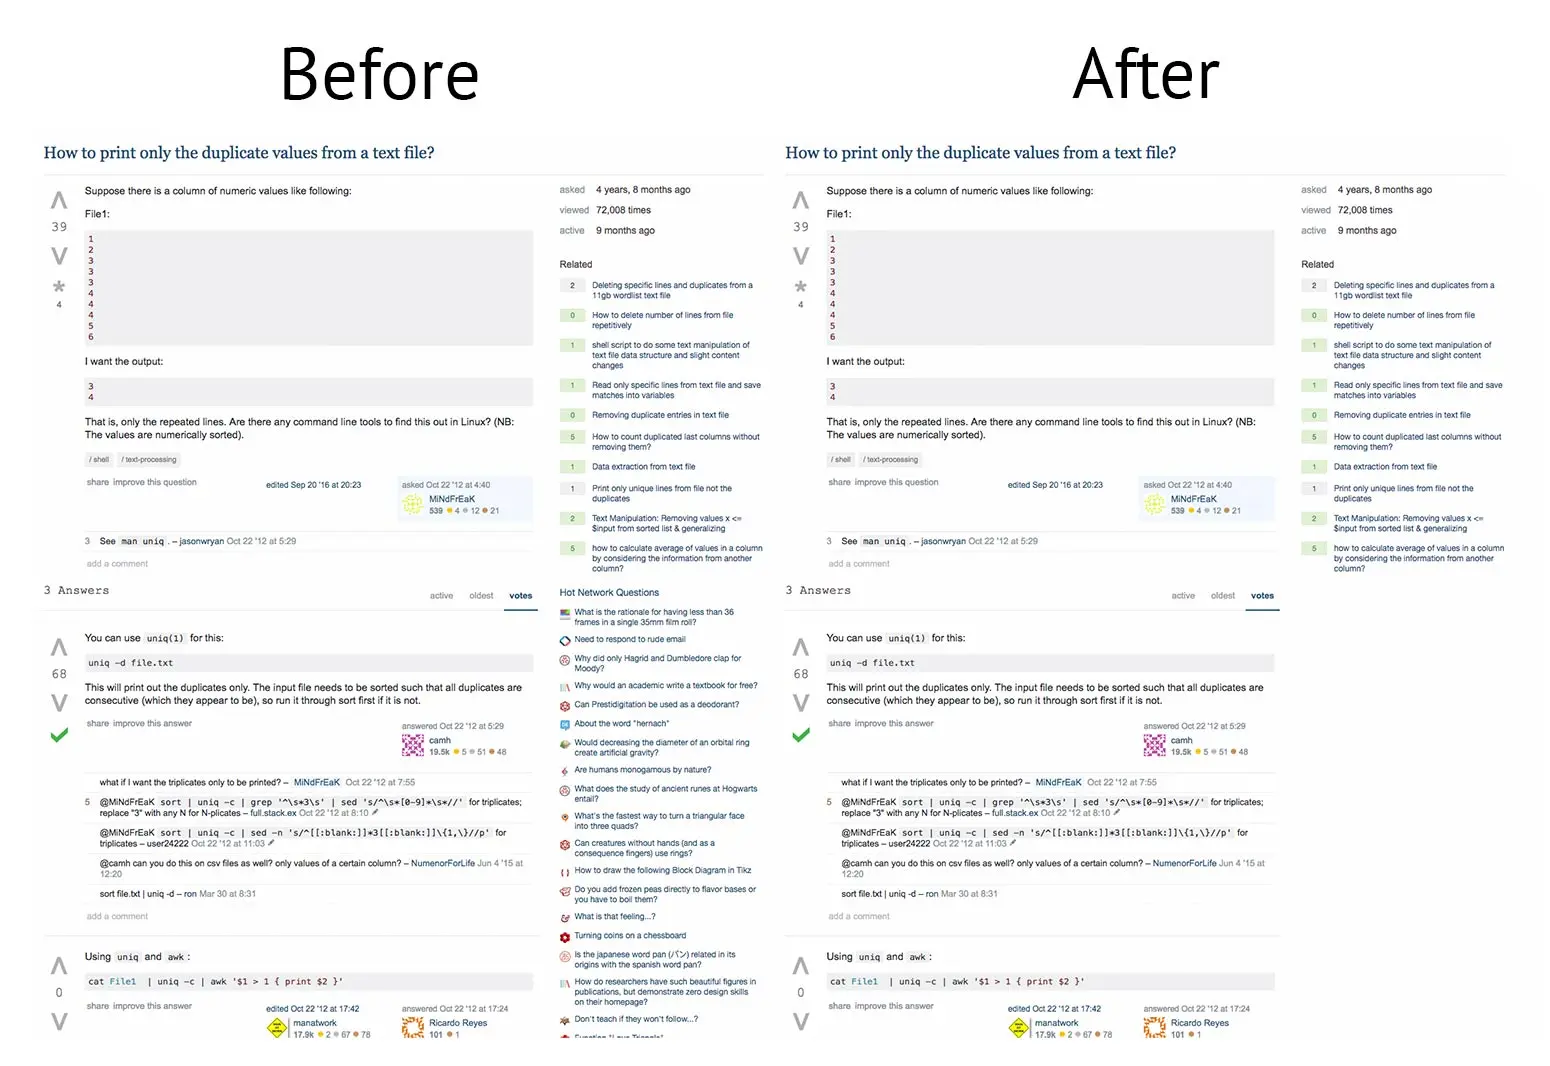 Before
How to print only the duplicate values from a text file?
39
4
Suppose there is a column of numeric values like following:
File1:
1
2
3
3
3
4
4
4
5
6
I want the output:
3
4
That is, only the repeated lines. Are there any command line tools to find this out in Linux? (NB:
The values are numerically sorted).
/ shell / text-processing
share improve this question
edited Sep 20 '16 at 20:23
asked Oct 22 '12 at 4:40
MiNdFrEaK
539 4 12 21
3 See man uniq . – jasonwryan Oct 22 '12 at 5:29
add a comment
asked 4 years, 8 months ago
viewed 72,008 times
active 9 months ago
Related
2 Deleting specific lines and duplicates from a
11gb wordlist text file
0 How to delete number of lines from file
repetitively
1 shell script to do some text manipulation of
text file data structure and slight content
changes
1 Read only specific lines from text file and save
matches into variables
0 Removing duplicate entries in text file
5 How to count duplicated last columns without
removing them?
1 Data extraction from text file
1 Print only unique lines from file not the
duplicates
2 Text Manipulation: Removing values x <=
$input from sorted list & generalizing
5 how to calculate average of values in a column
by considering the information from another
column?
3 Answers
active oldest votes
68
You can use uniq(1) for this:
uniq -d file.txt
This will print out the duplicates only. The input file needs to be sorted such that all duplicates are
consecutive (which they appear to be), so run it through sort first if it is not.
share improve this answer
answered Oct 22 '12 at 5:29
camh
19.5k 5 51 48
what if I want the triplicates only to be printed? – MiNdFrEaK Oct 22 '12 at 7:55
5 @MiNdFrEaK sort | uniq -c | grep '^\s*3\s' | sed 's/^\s*[0-9]*\s*//' for triplicates;
replace "3" with any N for N-plicates – full.stack.ex Oct 22 '12 at 8:10
@MiNdFrEaK sort | uniq -c | sed -n 's/^[[:blank:]]*3[[:blank:]]\{1,\}//p' for
triplicates – user24222 Oct 22 '12 at 11:03
@camh can you do this on csv files as well? only values of a certain column? – NumenorForLife Jun 4 '15 at
12:20
sort file.txt | uniq -d – ron Mar 30 at 8:31
add a comment
0
Using uniq and awk :
cat File1 | uniq -c | awk '$1 > 1 { print $2 }'
share improve this answer
edited Oct 22 '12 at 17:42
manatwork
17.9k 2 67 78
answered Oct 22 '12 at 17:24
Ricardo Reyes
101 1
Hot Network Questions
What is the rationale for having less than 36
frames in a single 35mm film roll?
Need to respond to rude email
Why did only Hagrid and Dumbledore clap for
Moody?
Why would an academic write a textbook for free?
Can Prestidigitation be used as a deodorant?
About the word "hernach"
Would decreasing the diameter of an orbital ring
create artificial gravity?
Are humans monogamous by nature?
What does the study of ancient runes at Hogwarts
entail?
What's the fastest way to turn a triangular face
into three quads?
Can creatures without hands (and as a
consequence fingers) use rings?
How to draw the following Block Diagram in Tikz
Do you add frozen peas directly to flavor bases or
you have to boil them?
What is that feeling...?
Turning coins on a chessboard
Is the japanese word pan (パン) related in its
origins with the spanish word pan?
How do researchers have such beautiful figures in
publications, but demonstrate zero design skills
on their homepage?
Don't teach if they won't follow...?
Function "Love Triangle"
After
How to print only the duplicate values from a text file?
39
4
Suppose there is a column of numeric values like following:
File1:
1
2
3
3
3
4
4
4
5
6
I want the output:
3
4
That is, only the repeated lines. Are there any command line tools to find this out in Linux? (NB:
The values are numerically sorted).
/ shell / text-processing
share improve this question
edited Sep 20 '16 at 20:23
asked Oct 22 '12 at 4:40
MiNdFrEaK
539 4 12 21
3 See man uniq . – jasonwryan Oct 22 '12 at 5:29
add a comment
asked 4 years, 8 months ago
viewed 72,008 times
active 9 months ago
Related
2 Deleting specific lines and duplicates from a
11gb wordlist text file
0 How to delete number of lines from file
repetitively
1 shell script to do some text manipulation of
text file data structure and slight content
changes
1 Read only specific lines from text file and save
matches into variables
0 Removing duplicate entries in text file
5 How to count duplicated last columns without
removing them?
1 Data extraction from text file
1 Print only unique lines from file not the
duplicates
2 Text Manipulation: Removing values x <=
$input from sorted list & generalizing
5 how to calculate average of values in a column
by considering the information from another
column?
3 Answers
active oldest votes
68
You can use uniq(1) for this:
uniq -d file.txt
This will print out the duplicates only. The input file needs to be sorted such that all duplicates are
consecutive (which they appear to be), so run it through sort first if it is not.
share improve this answer
answered Oct 22 '12 at 5:29
camh
19.5k 5 51 48
what if I want the triplicates only to be printed? – MiNdFrEaK Oct 22 '12 at 7:55
5 @MiNdFrEaK sort | uniq -c | grep '^\s*3\s' | sed 's/^\s*[0-9]*\s*//' for triplicates;
replace "3" with any N for N-plicates – full.stack.ex Oct 22 '12 at 8:10
@MiNdFrEaK sort | uniq -c | sed -n 's/^[[:blank:]]*3[[:blank:]]\{1,\}//p' for
triplicates – user24222 Oct 22 '12 at 11:03
@camh can you do this on csv files as well? only values of a certain column? – NumenorForLife Jun 4 '15 at
12:20
sort file.txt | uniq -d – ron Mar 30 at 8:31
add a comment
0
Using uniq and awk :
cat File1 | uniq -c | awk '$1 > 1 { print $2 }'
share improve this answer
edited Oct 22 '12 at 17:42
manatwork
17.9k 2 67 78
answered Oct 22 '12 at 17:24
Ricardo Reyes
101 1